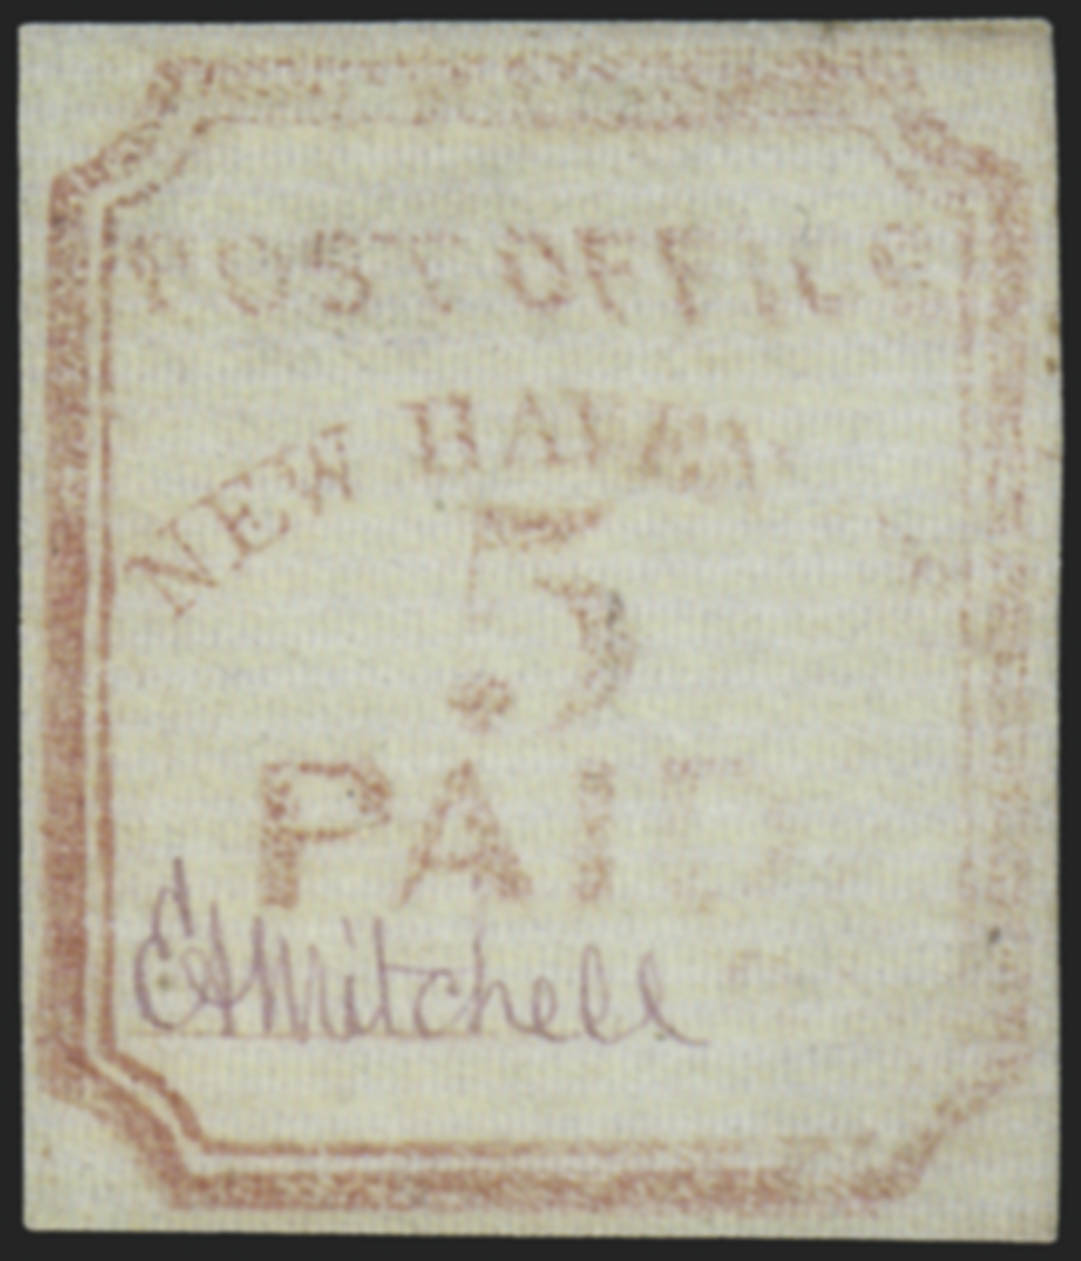 POST OFFICE
NEW HAVEN
5
PAID
E A Mitchell